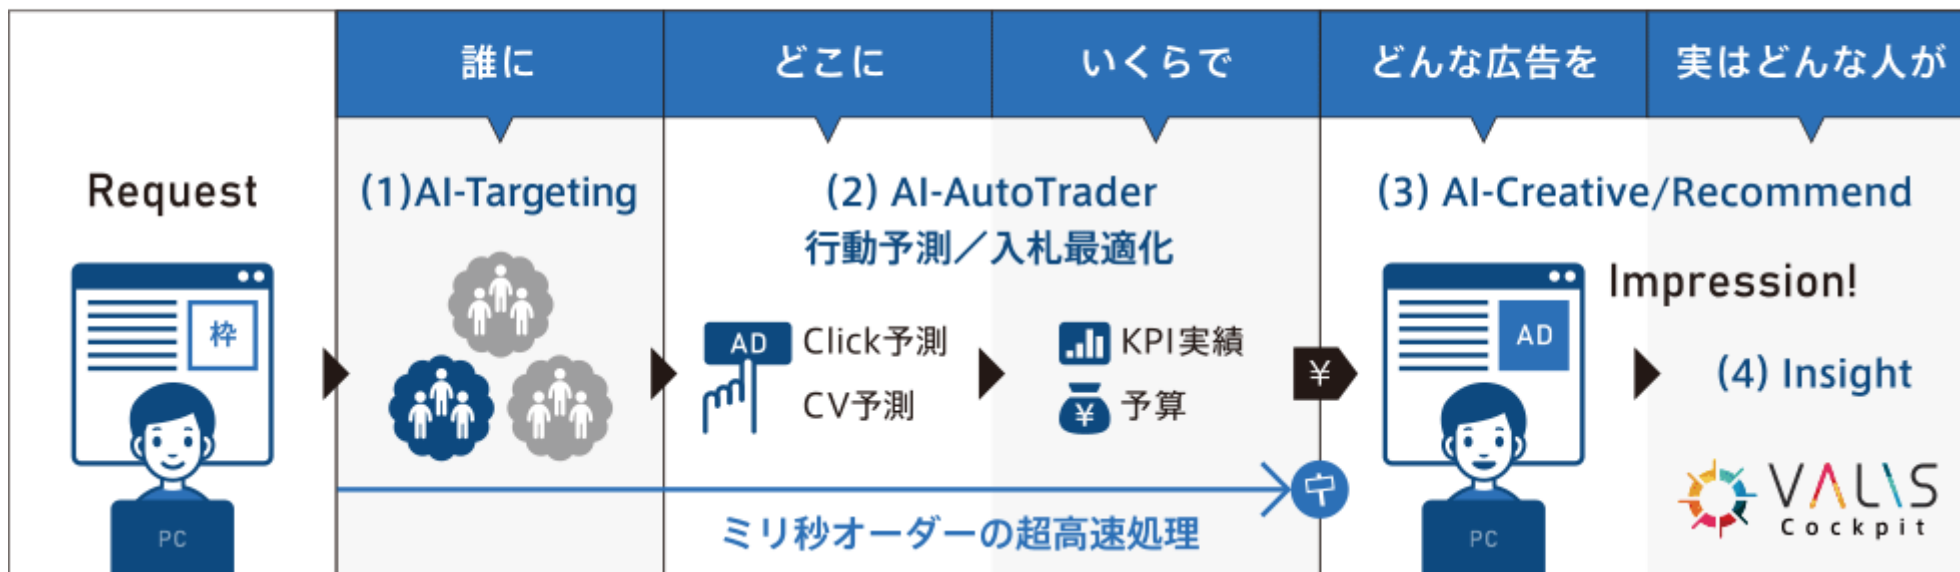 誰に
どこに
いくらで
どんな広告を
実はどんな人が
Request
枠
PC
(1)AI-Targeting
(2) AI-AutoTrader
行動予測／入札最適化
AD
Click予測
CV予測
KPI実績
¥
予算
¥
ミリ秒オーダーの超高速処理
(3) AI-Creative/Recommend
Impression!
AD
PC
(4) Insight
VALIS
Cockpit